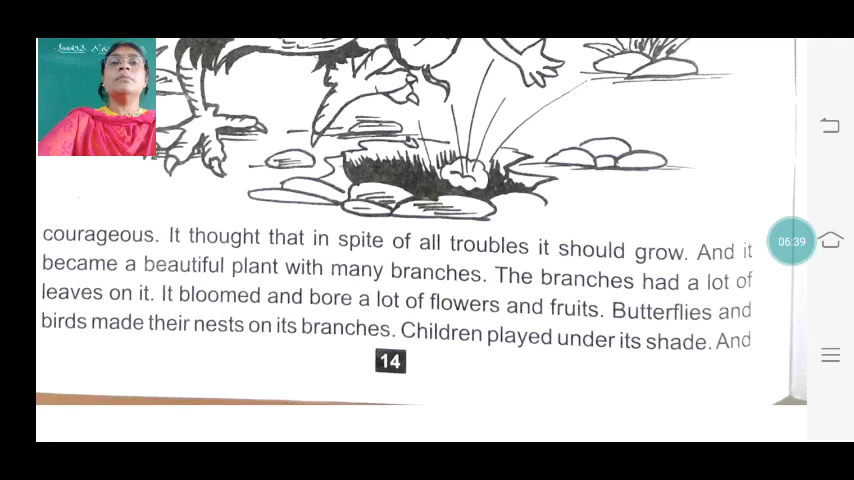 courageous. It thought that in spite of all troubles it should grow. And it
became a beautiful plant with many branches. The branches had a lot of
leaves on it. It bloomed and bore a lot of flowers and fruits. Butterflies and
birds made their nests on its branches. Children played under its shade. And
14
06:39